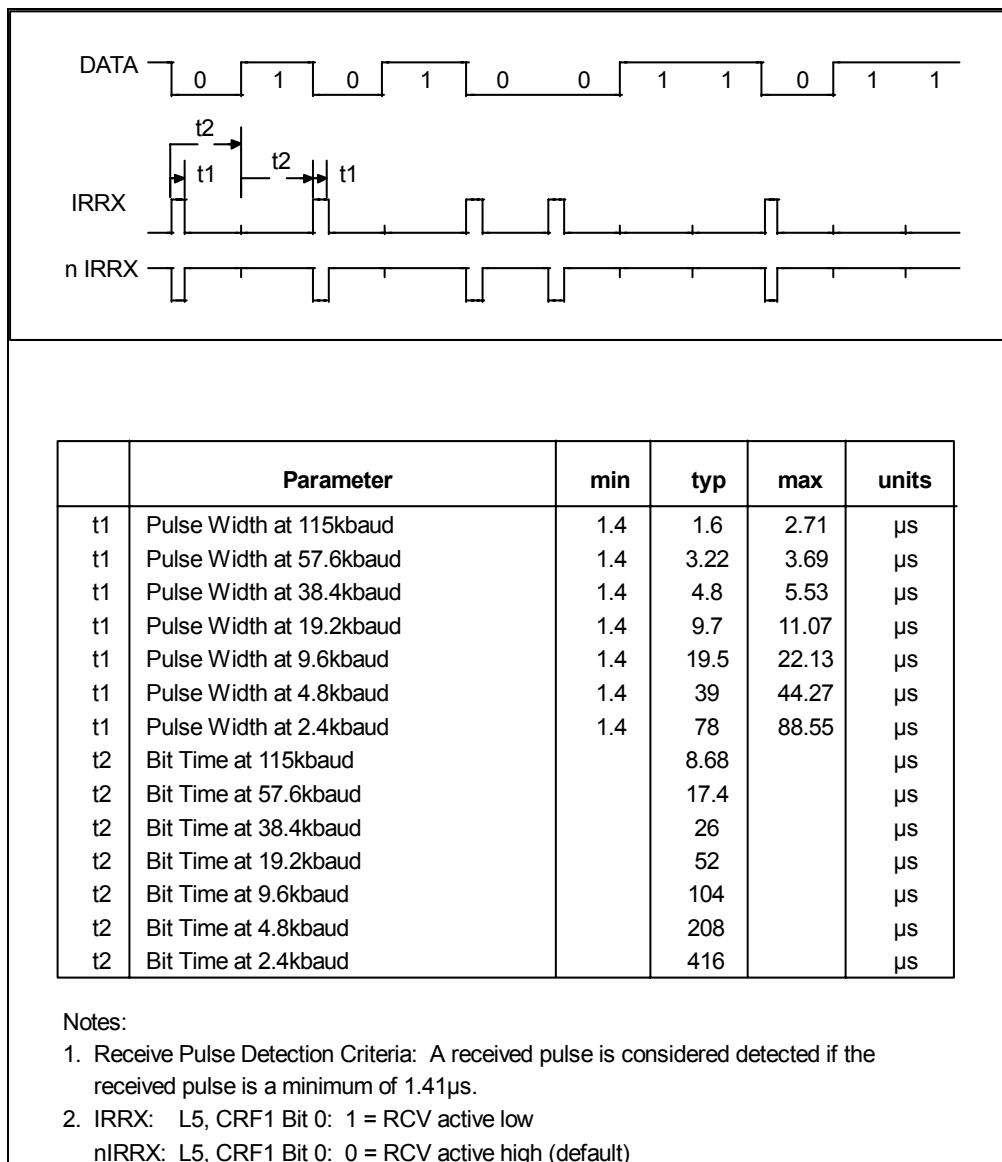 DATA 0 1 0 1 0 0 1 1 0 1 1
t2
t1 t2 t1
IRRX
n IRRX
Parameter min typ max units
t1 Pulse Width at 115kbaud 1.4 1.6 2.71 µs
t1 Pulse Width at 57.6kbaud 1.4 3.22 3.69 µs
t1 Pulse Width at 38.4kbaud 1.4 4.8 5.53 µs
t1 Pulse Width at 19.2kbaud 1.4 9.7 11.07 µs
t1 Pulse Width at 9.6kbaud 1.4 19.5 22.13 µs
t1 Pulse Width at 4.8kbaud 1.4 39 44.27 µs
t1 Pulse Width at 2.4kbaud 1.4 78 88.55 µs
t2 Bit Time at 115kbaud 8.68 µs
t2 Bit Time at 57.6kbaud 17.4 µs
t2 Bit Time at 38.4kbaud 26 µs
t2 Bit Time at 19.2kbaud 52 µs
t2 Bit Time at 9.6kbaud 104 µs
t2 Bit Time at 4.8kbaud 208 µs
t2 Bit Time at 2.4kbaud 416 µs
Notes:
1. Receive Pulse Detection Criteria: A received pulse is considered detected if the
received pulse is a minimum of 1.41µs.
2. IRRX: L5, CRF1 Bit 0: 1 = RCV active low
nIRRX: L5, CRF1 Bit 0: 0 = RCV active high (default)